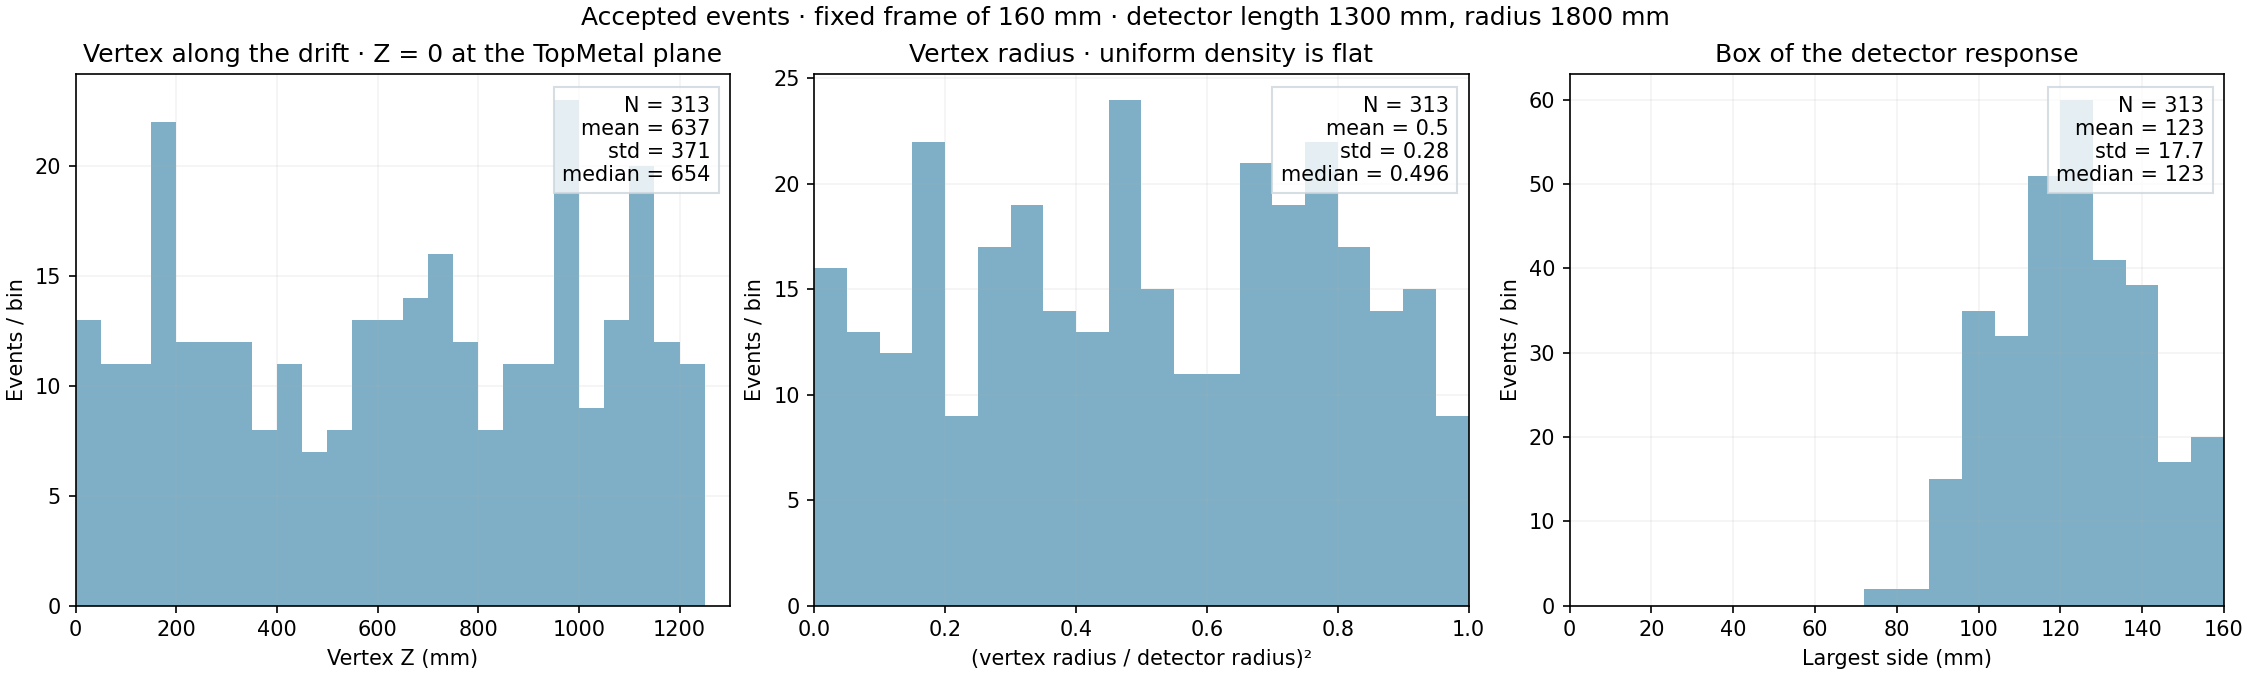 Accepted events · fixed frame of 160 mm · detector length 1300 mm, radius 1800 mm
Vertex along the drift · Z = 0 at the TopMetal plane
N = 313
mean = 637
std = 371
median = 654
Events / bin
20
15
10
5
0
0 200 400 600 800 1000 1200
Vertex Z (mm)
Vertex radius · uniform density is flat
N = 313
mean = 0.5
std = 0.28
median = 0.496
Events / bin
25
20
15
10
5
0
0.0 0.2 0.4 0.6 0.8 1.0
(vertex radius / detector radius)²
Box of the detector response
N = 313
mean = 123
std = 17.7
median = 123
Events / bin
60
50
40
30
20
10
0
0 20 40 60 80 100 120 140 160
Largest side (mm)